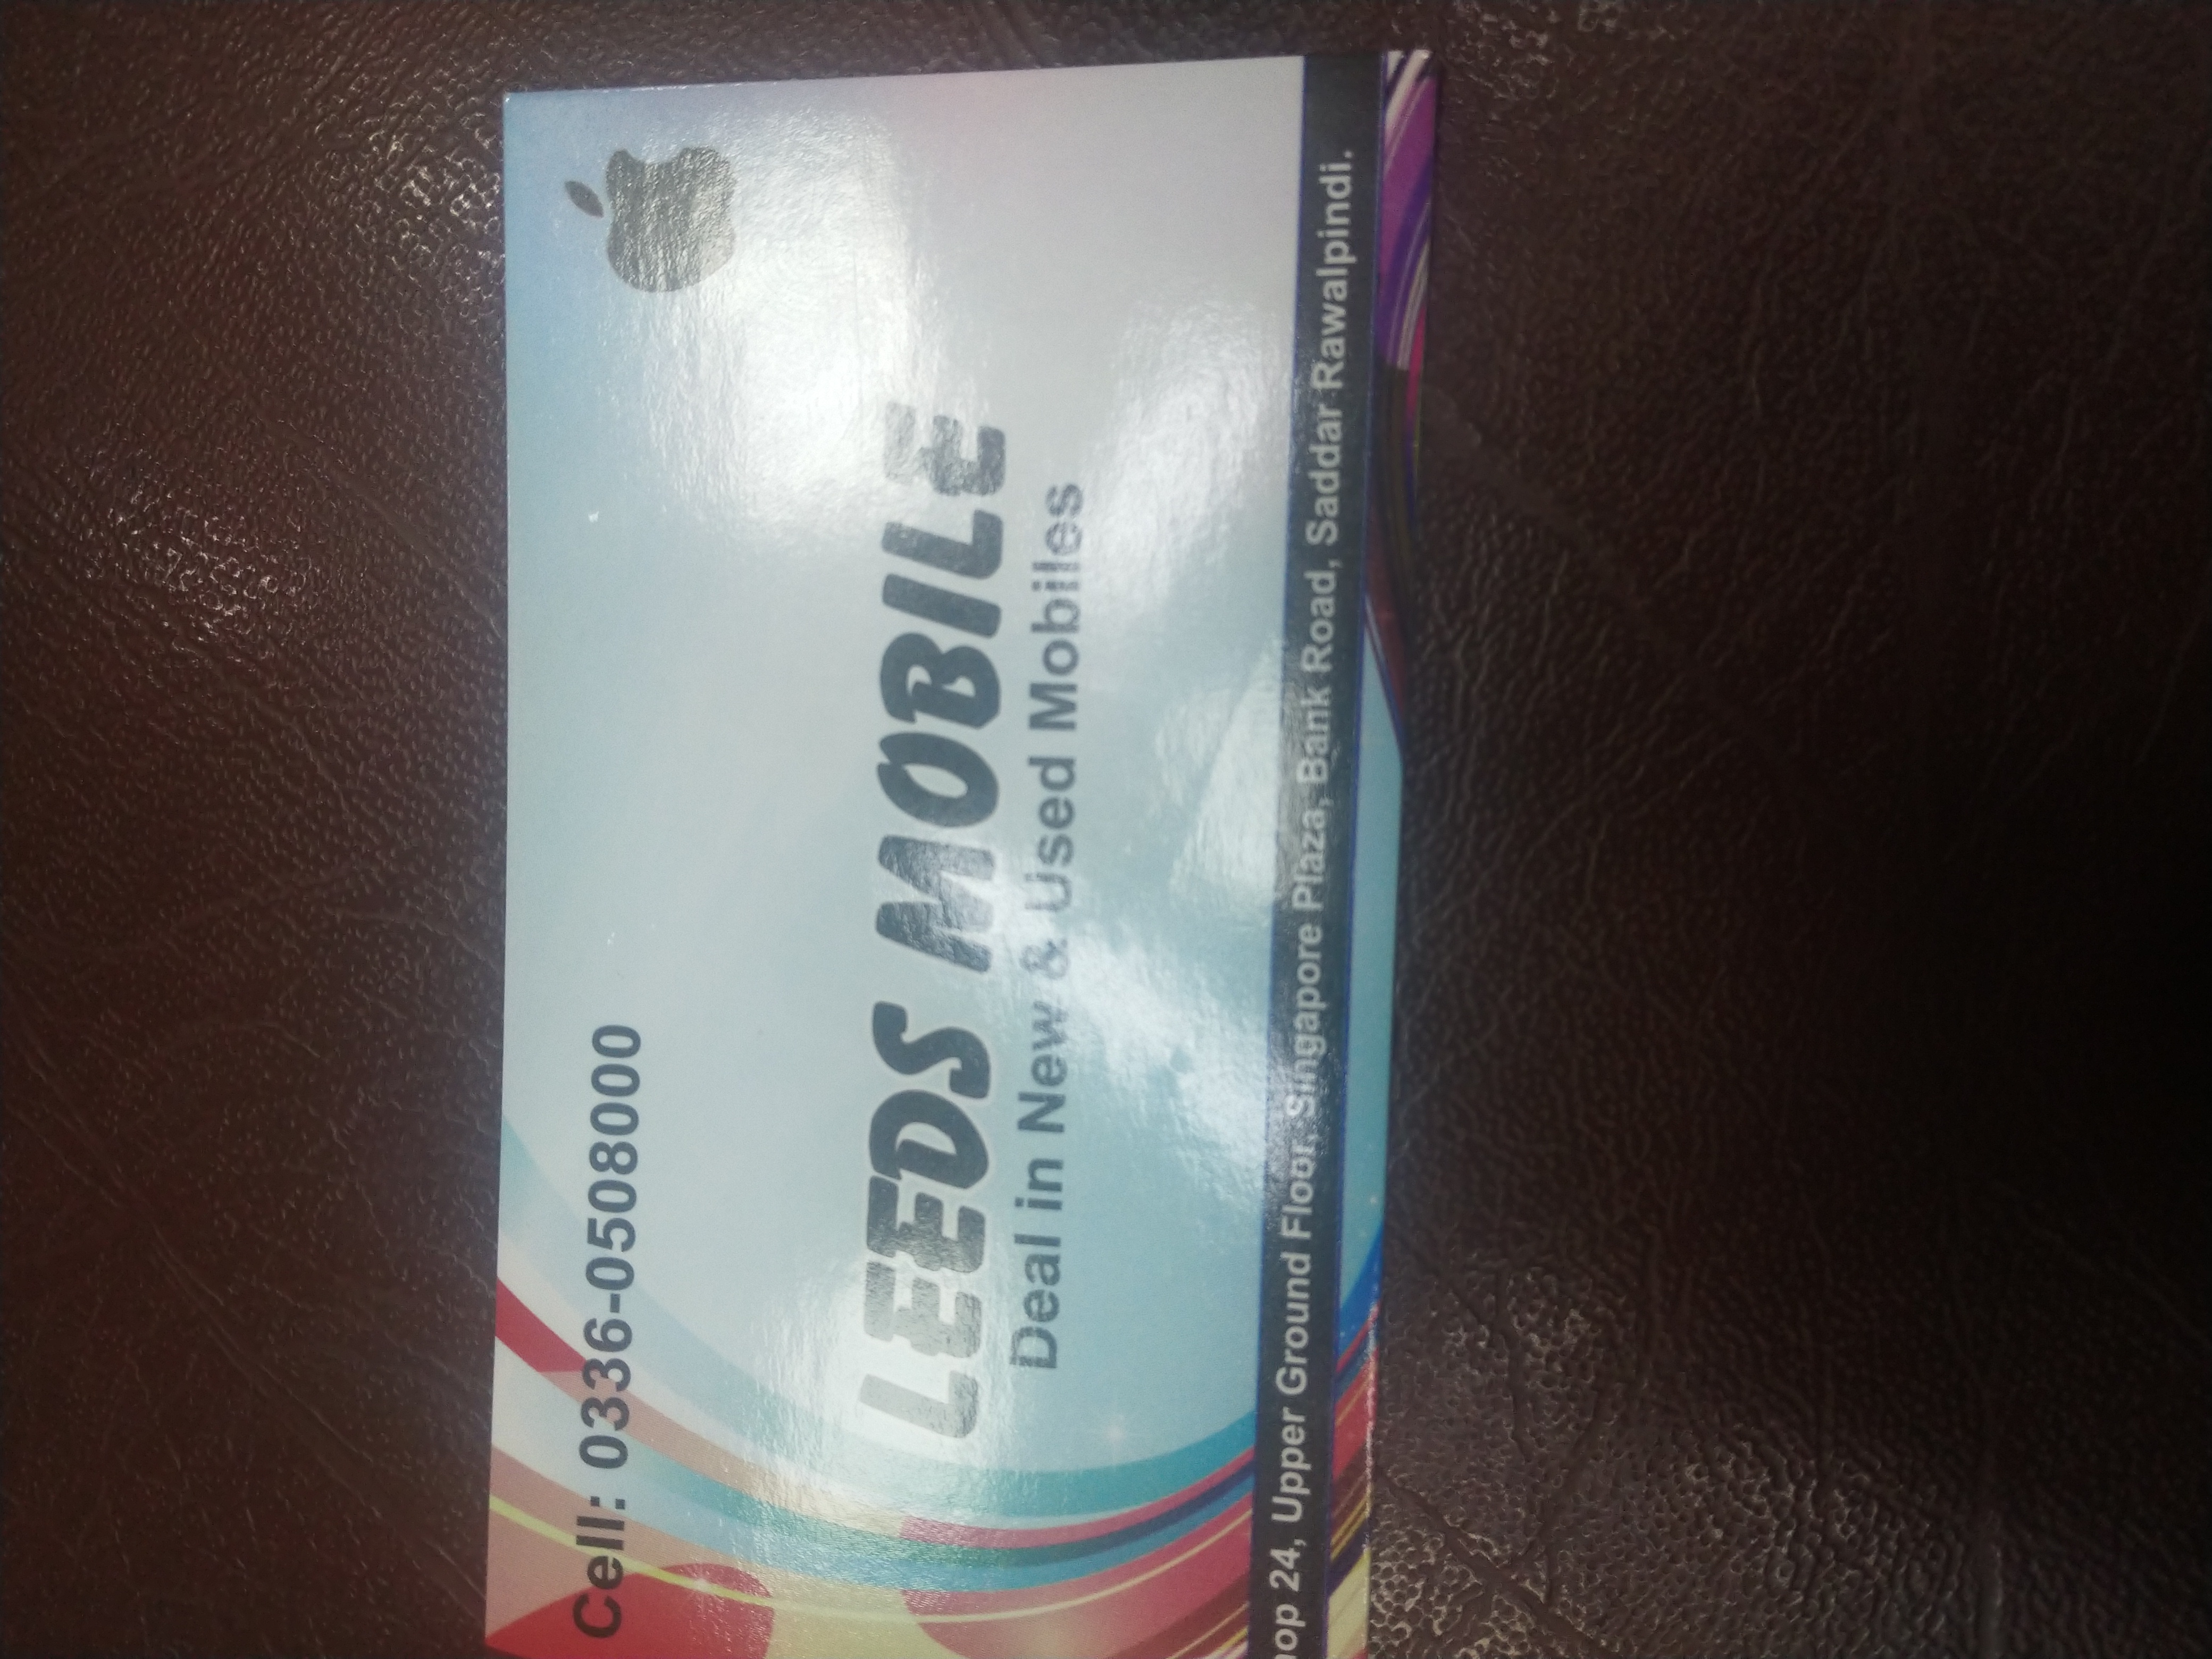 Cell: 0336-0508000
LEEDS MOBILE
Deal in New & Used Mobiles
hop 24, Upper Ground Floor, Singapore Plaza, Bank Road, Saddar Rawalpindi.